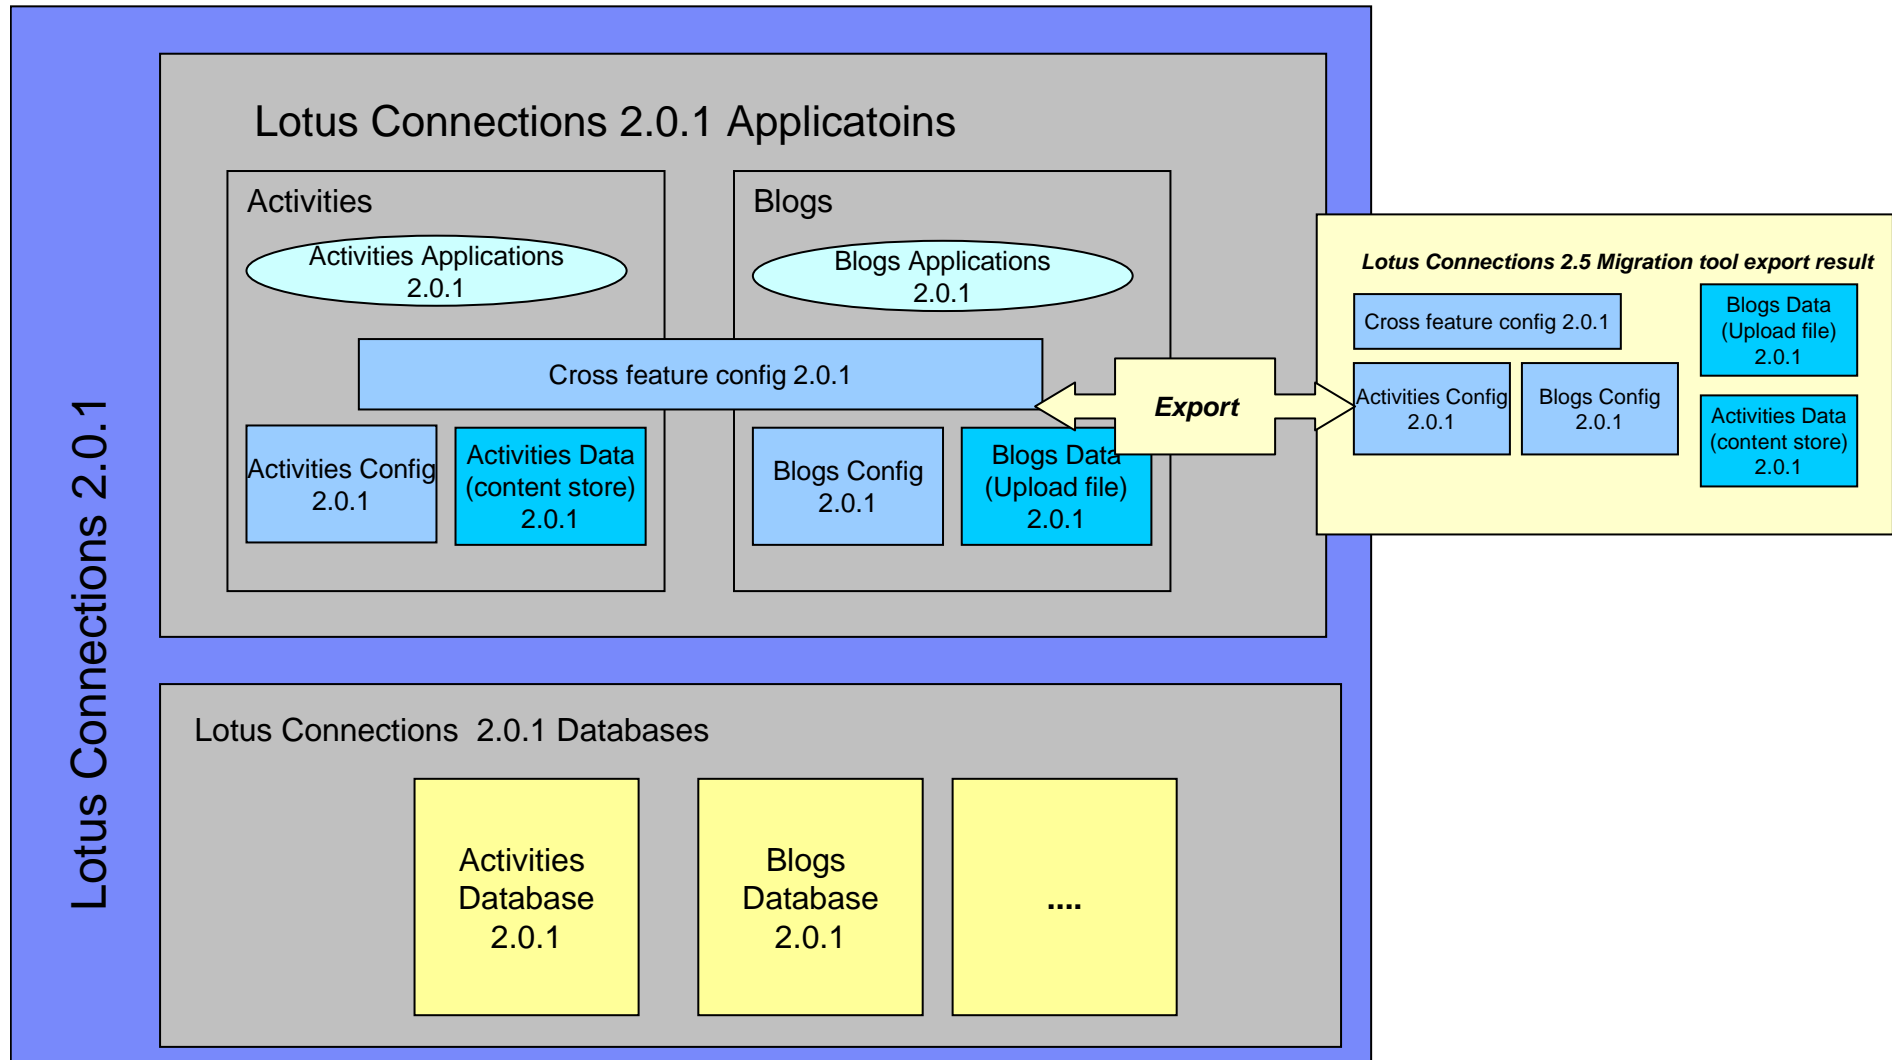 Lotus Connections 2.0.1
Lotus Connections 2.0.1 Applicatoins
Activities
Activities Applications
2.0.1
Blogs
Blogs Applications
2.0.1
Cross feature config 2.0.1
Activities Config
2.0.1
Activities Data
(content store)
2.0.1
Blogs Config
2.0.1
Blogs Data
(Upload file)
2.0.1
Export
Lotus Connections 2.5 Migration tool export result
Cross feature config 2.0.1
Activities Config
2.0.1
Blogs Config
2.0.1
Blogs Data
(Upload file)
2.0.1
Activities Data
(content store)
2.0.1
Lotus Connections  2.0.1 Databases
Activities
Database
2.0.1
Blogs
Database
2.0.1
....